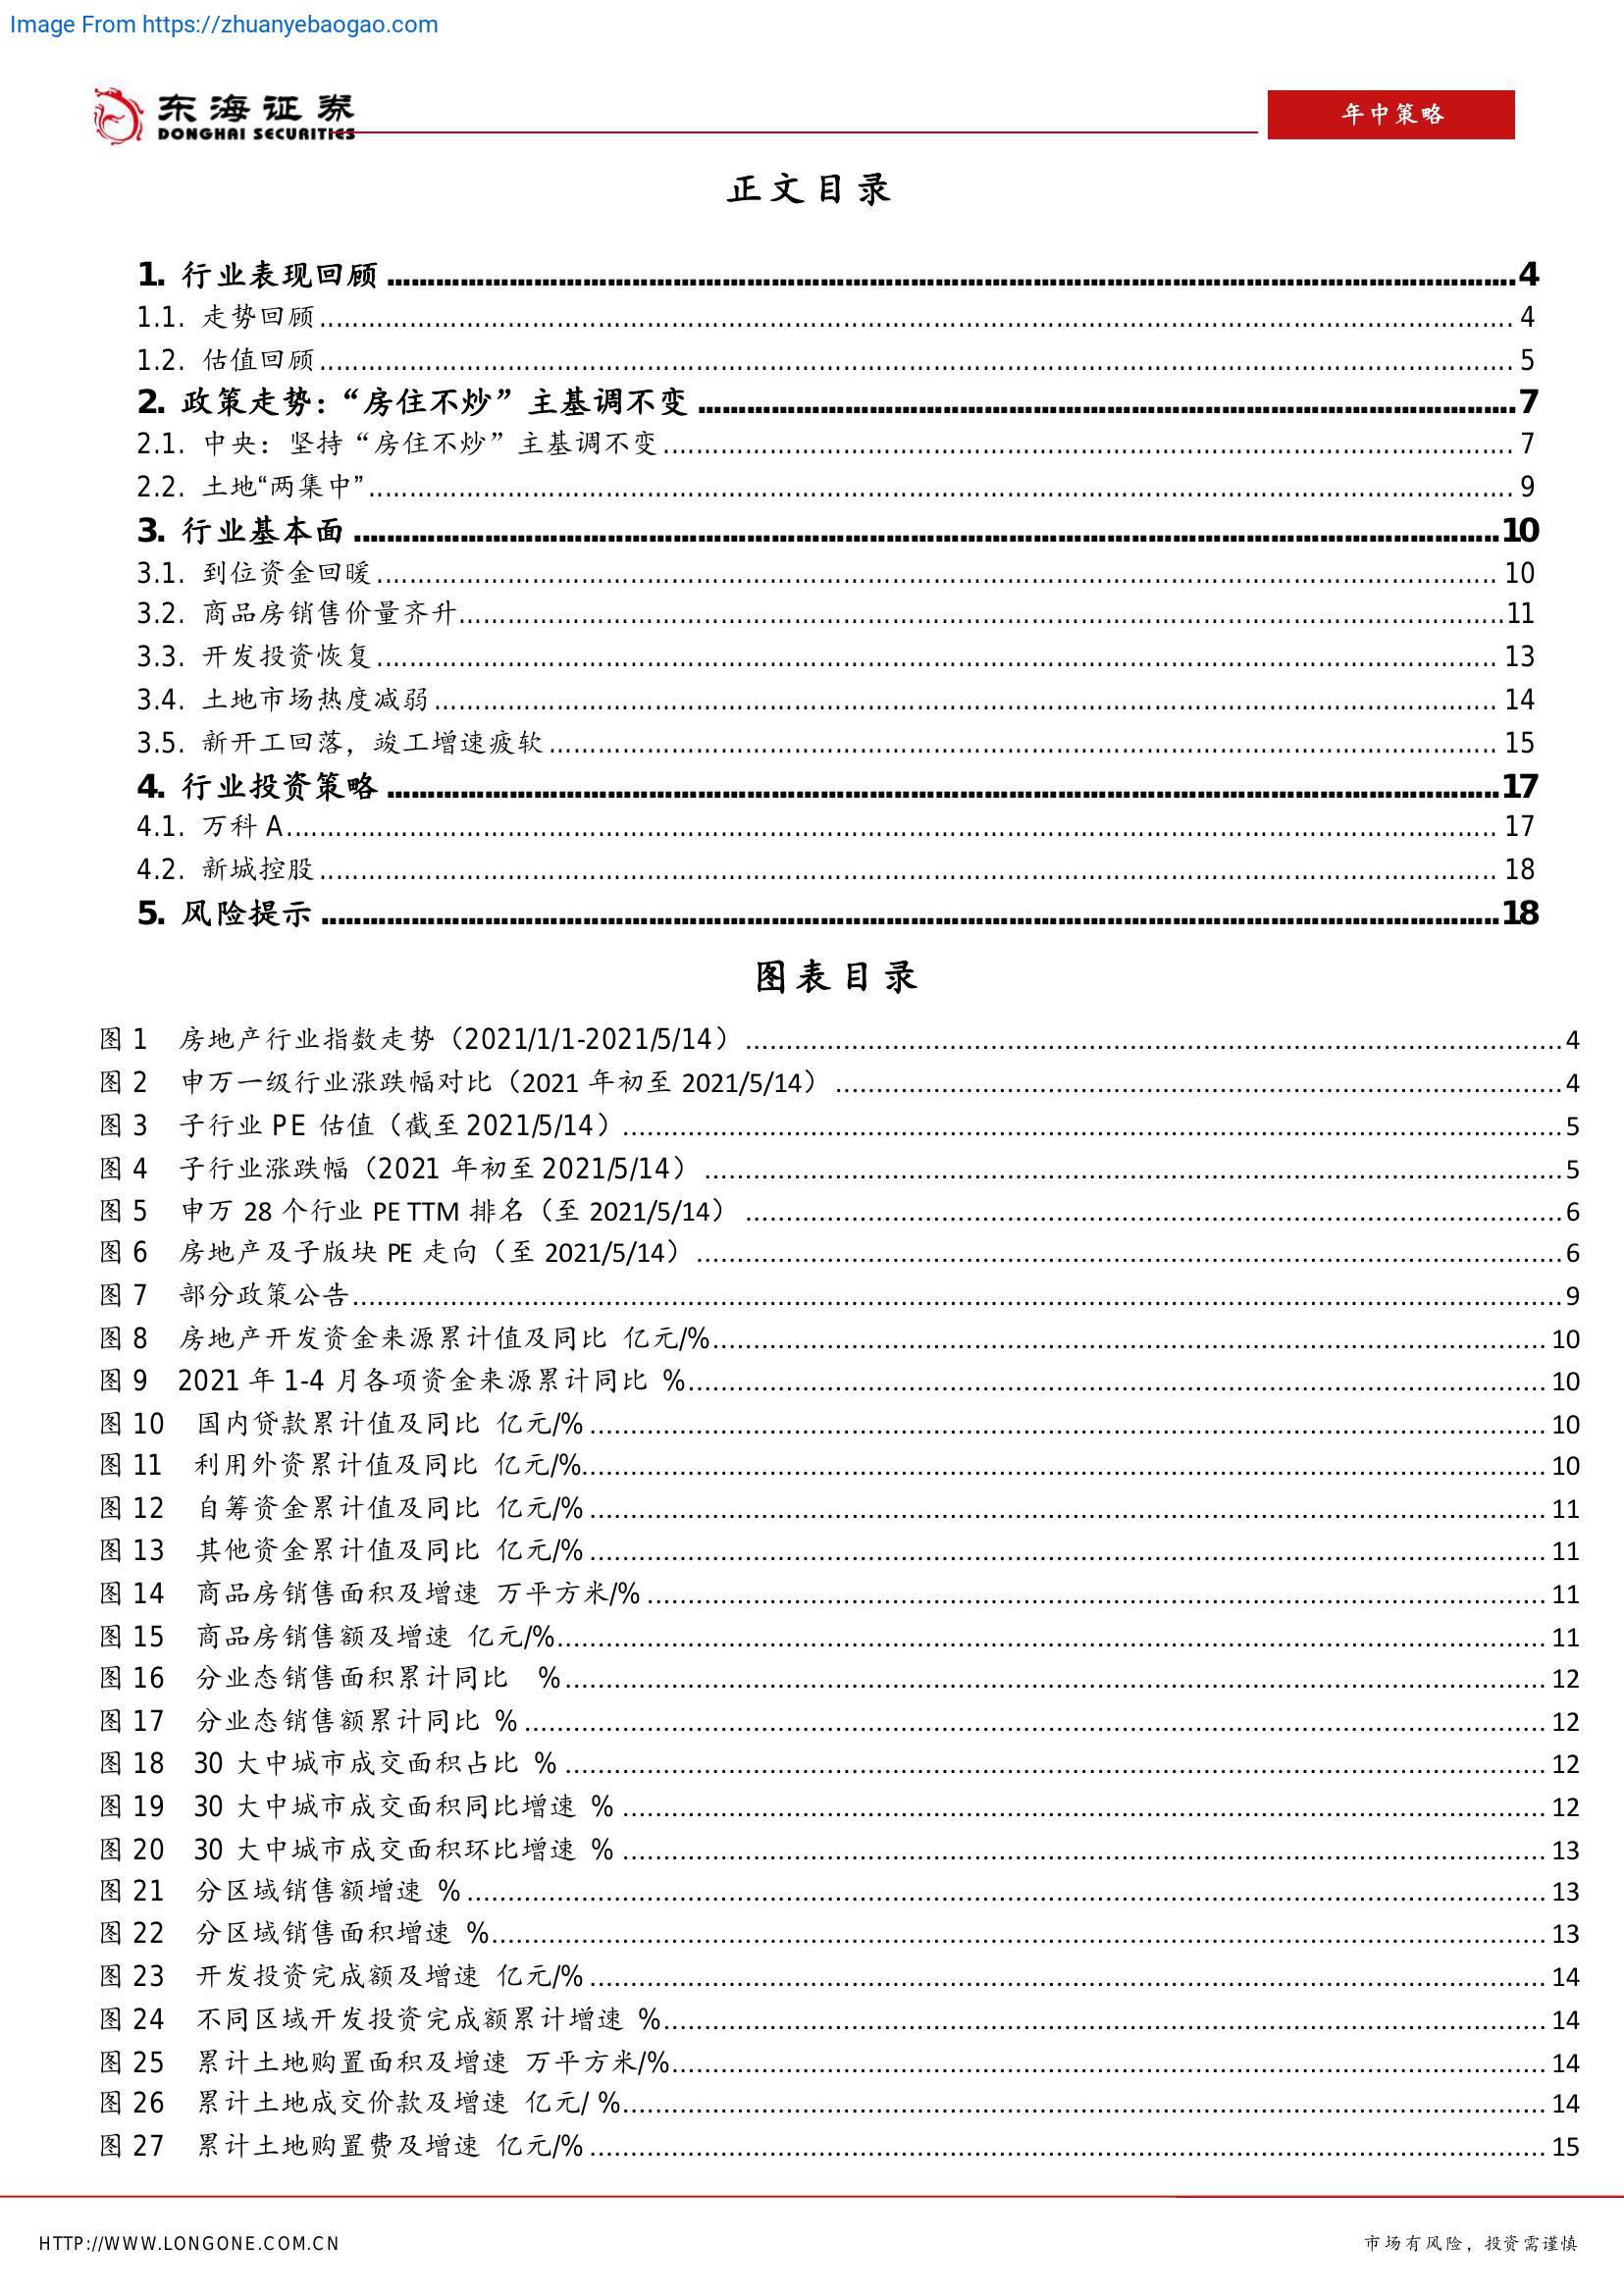 Image From https://zhuanyebaogao.com
东海证券
DONGHAI SECURITIES
年中策略
正文目录
1. 行业表现回顾 4
1.1. 走势回顾 4
1.2. 估值回顾 5
2. 政策走势：“房住不炒”主基调不变 7
2.1. 中央：坚持“房住不炒”主基调不变 7
2.2. 土地“两集中” 9
3. 行业基本面 10
3.1. 到位资金回暖 10
3.2. 商品房销售价量齐升 11
3.3. 开发投资恢复 13
3.4. 土地市场热度减弱 14
3.5. 新开工回落，竣工增速疲软 15
4. 行业投资策略 17
4.1. 万科 A 17
4.2. 新城控股 18
5. 风险提示 18
图表目录
图 1 房地产行业指数走势（2021/1/1-2021/5/14） 4
图 2 申万一级行业涨跌幅对比（2021 年初至 2021/5/14） 4
图 3 子行业 PE 估值（截至 2021/5/14） 5
图 4 子行业涨跌幅（2021 年初至 2021/5/14） 5
图 5 申万 28 个行业 PE TTM 排名（至 2021/5/14） 6
图 6 房地产及子版块 PE 走向（至 2021/5/14） 6
图 7 部分政策公告 9
图 8 房地产开发资金来源累计值及同比 亿元/% 10
图 9 2021 年 1-4 月各项资金来源累计同比 % 10
图 10 国内贷款累计值及同比 亿元/% 10
图 11 利用外资累计值及同比 亿元/% 10
图 12 自筹资金累计值及同比 亿元/% 11
图 13 其他资金累计值及同比 亿元/% 11
图 14 商品房销售面积及增速 万平方米/% 11
图 15 商品房销售额及增速 亿元/% 11
图 16 分业态销售面积累计同比 % 12
图 17 分业态销售额累计同比 % 12
图 18 30 大中城市成交面积占比 % 12
图 19 30 大中城市成交面积同比增速 % 12
图 20 30 大中城市成交面积环比增速 % 13
图 21 分区域销售额增速 % 13
图 22 分区域销售面积增速 % 13
图 23 开发投资完成额及增速 亿元/% 14
图 24 不同区域开发投资完成额累计增速 % 14
图 25 累计土地购置面积及增速 万平方米/% 14
图 26 累计土地成交价款及增速 亿元/ % 14
图 27 累计土地购置费及增速 亿元/% 15
HTTP://WWW.LONGONE.COM.CN
市场有风险，投资需谨慎